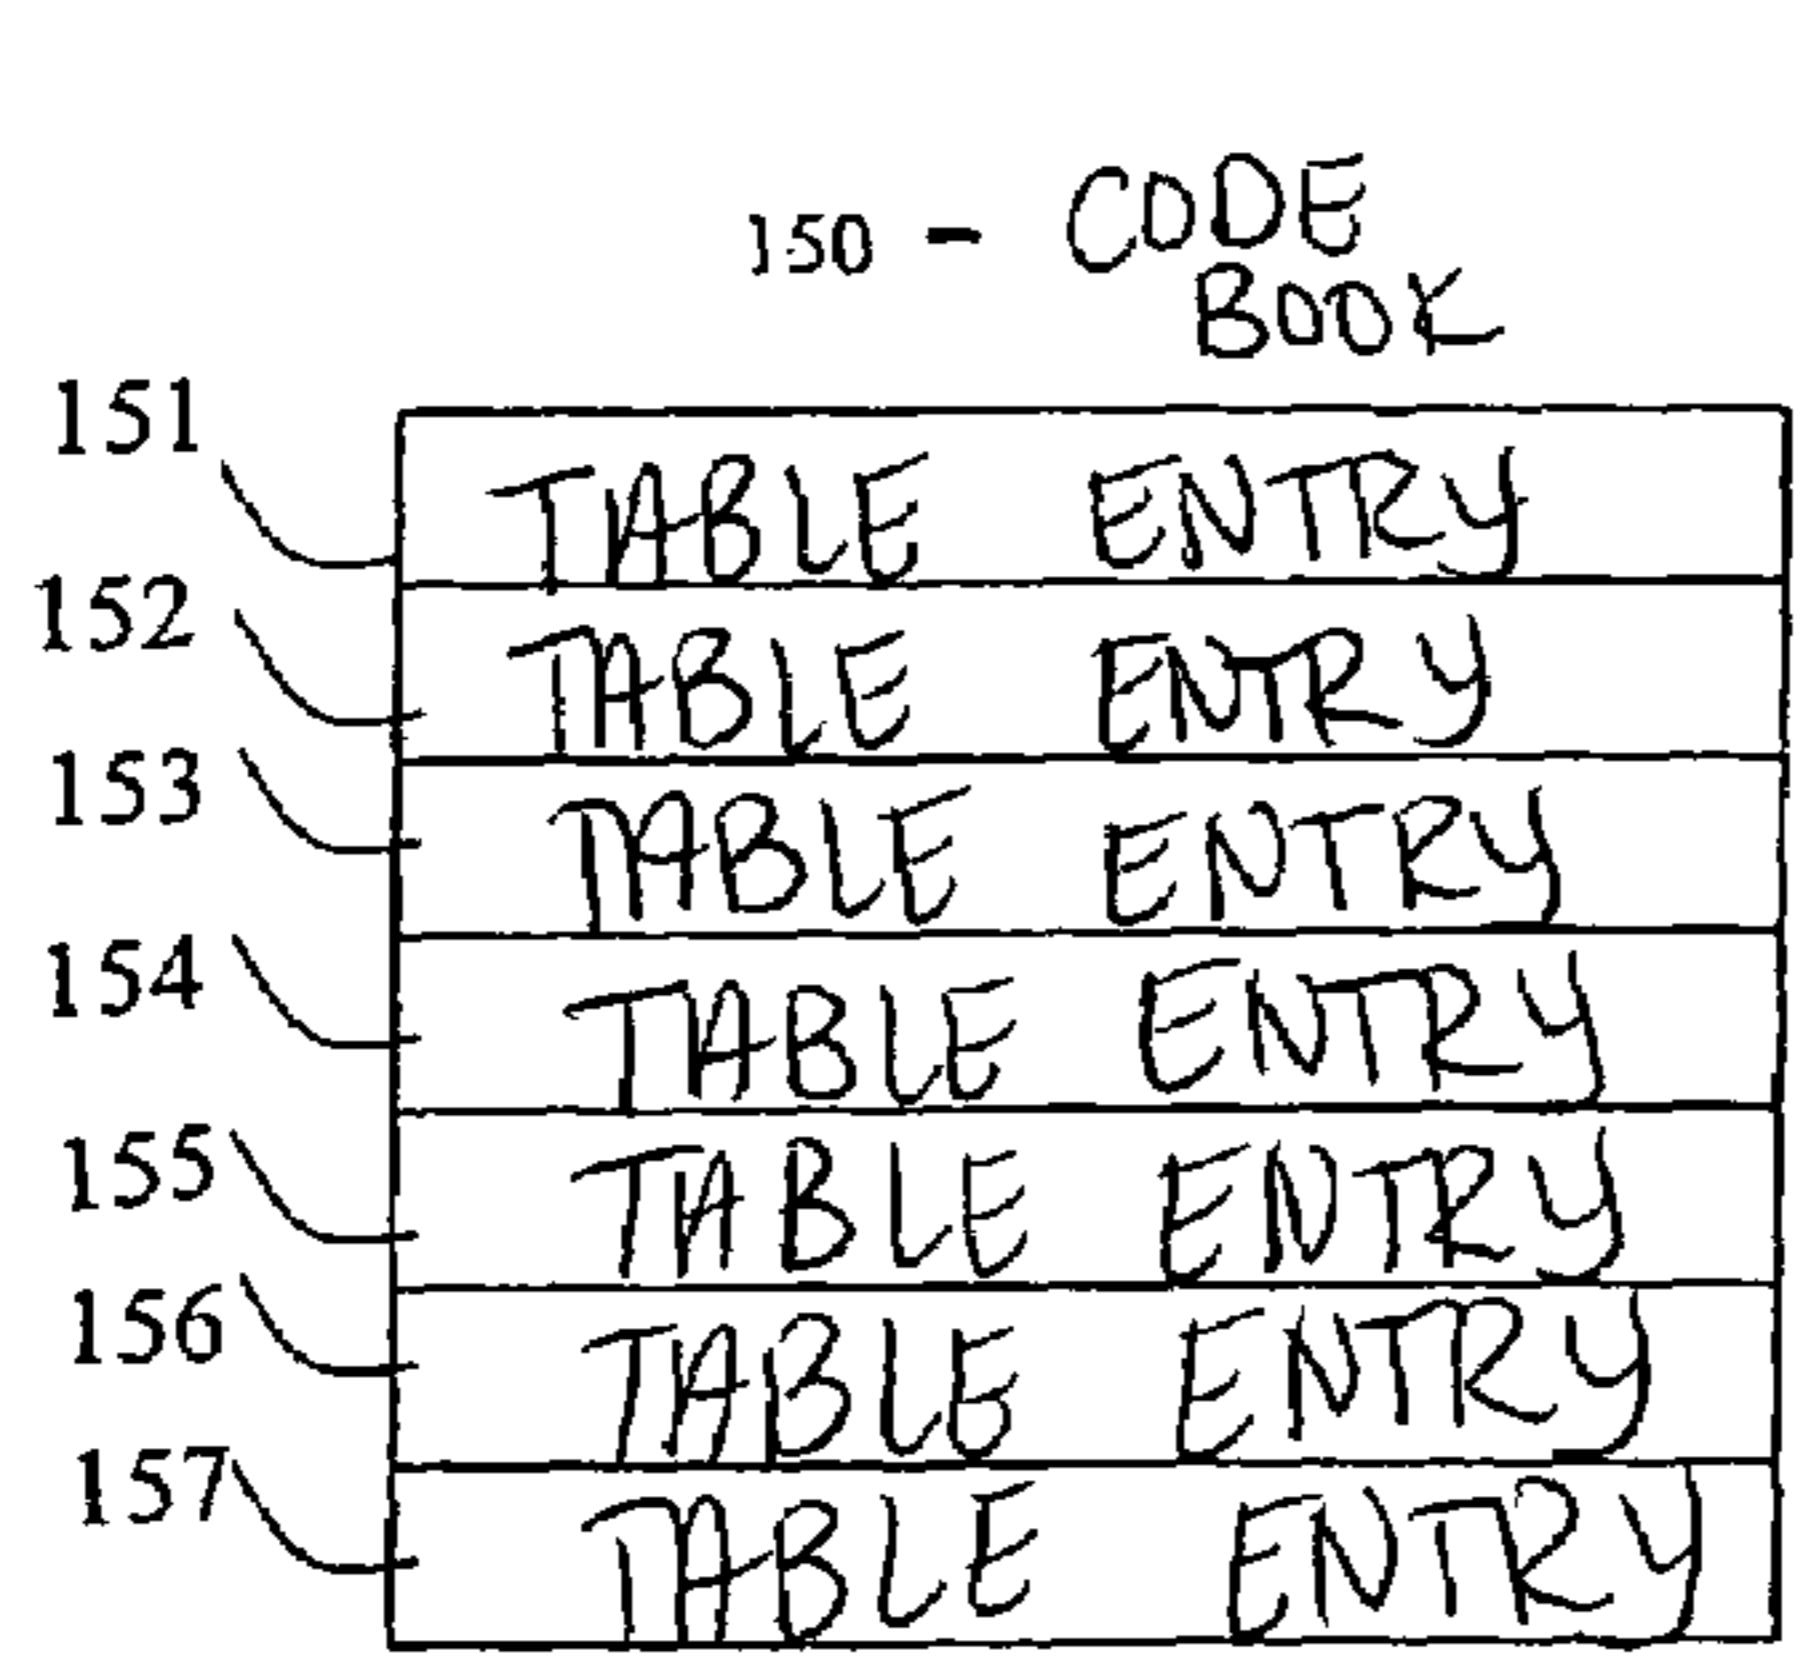 150 - CODE
BOOK
151 TABLE ENTRY
152 TABLE ENTRY
153 TABLE ENTRY
154 TABLE ENTRY
155 TABLE ENTRY
156 TABLE ENTRY
157 TABLE ENTRY